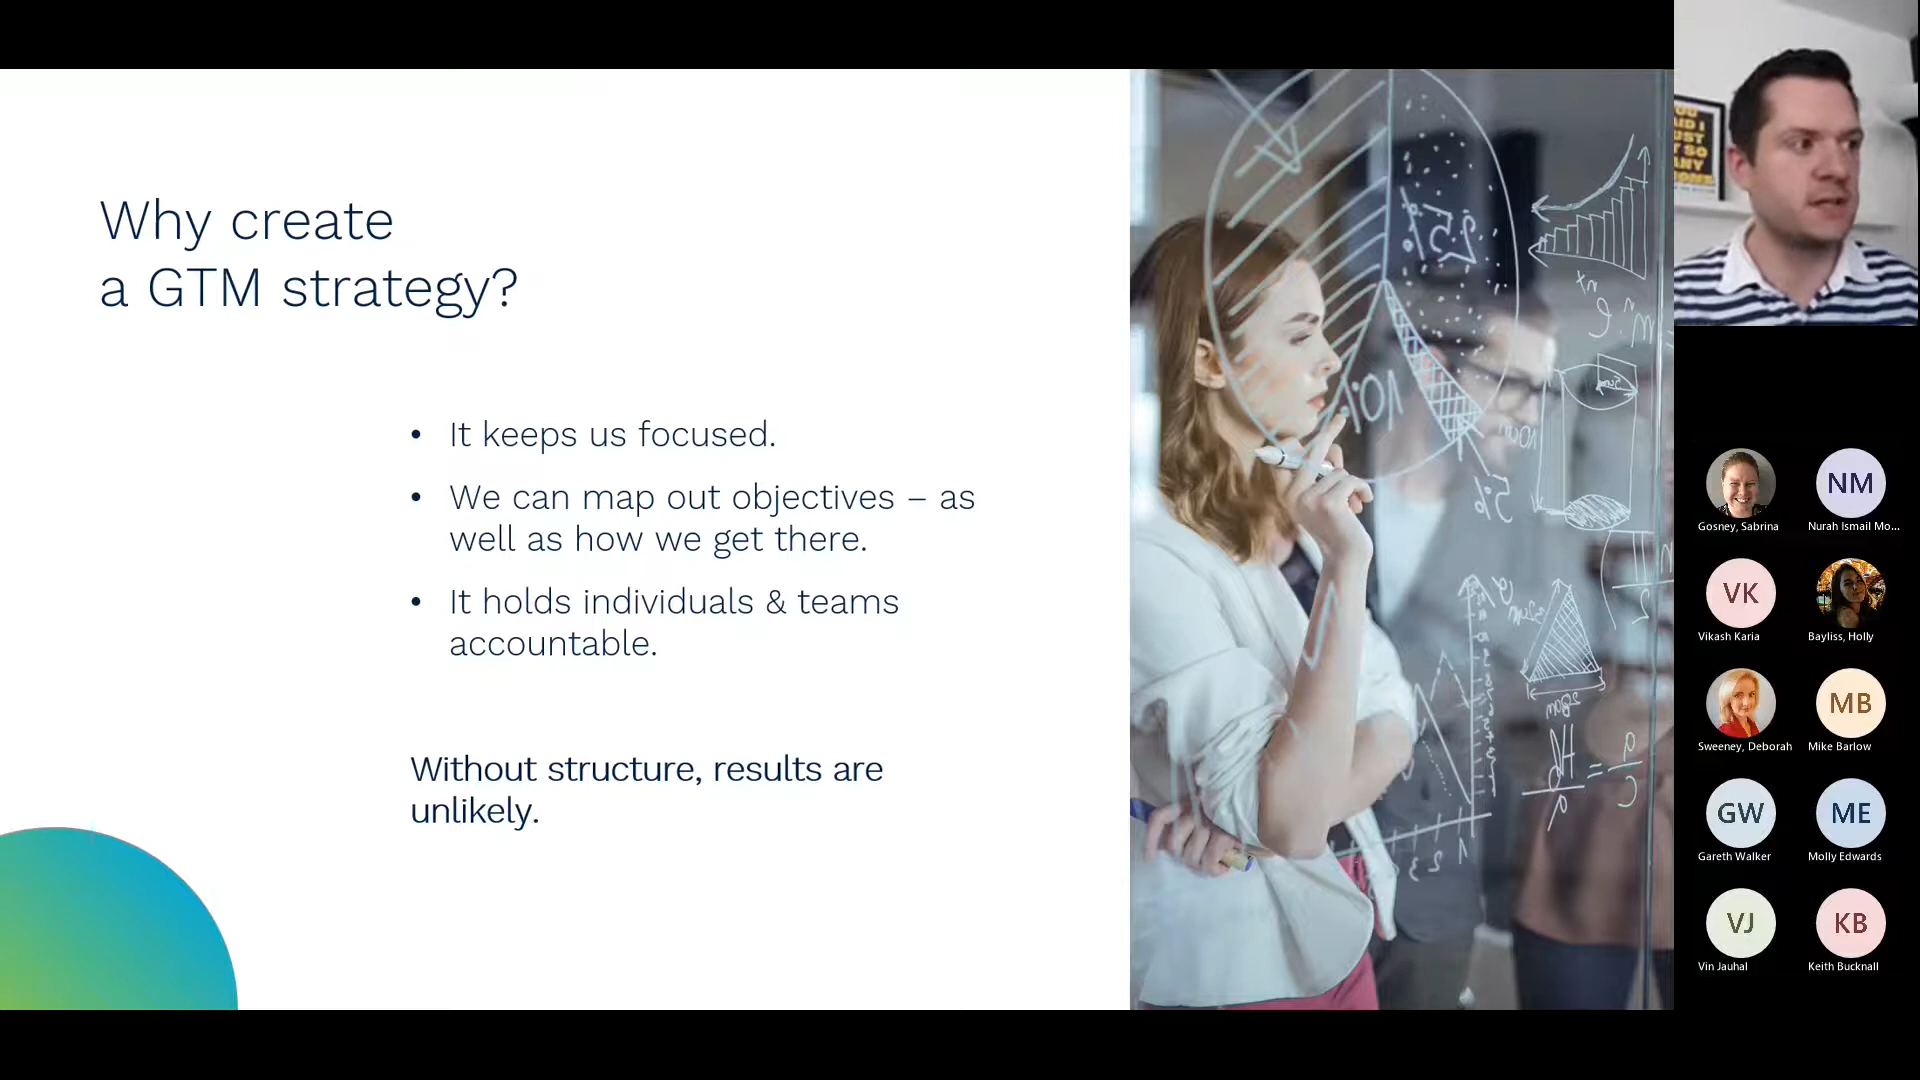 Why create
a GTM strategy?
• It keeps us focused.
• We can map out objectives – as
well as how we get there.
• It holds individuals & teams
accountable.
Without structure, results are
unlikely.
25%
10%
5%
Gosney, Sabrina
NM
Nurah Ismail Mo...
VK
Vikash Karia
Bayliss, Holly
Sweeney, Deborah
MB
Mike Barlow
GW
Gareth Walker
ME
Molly Edwards
VJ
Vin Jauhal
KB
Keith Bucknall